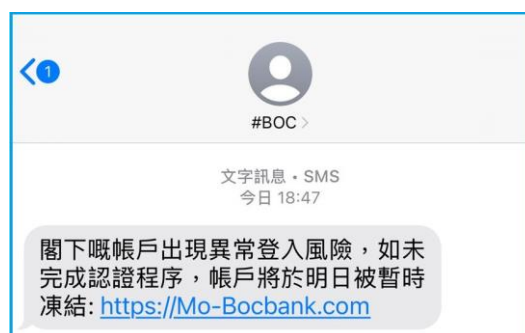 1
#BOC
文字訊息・SMS
今日 18:47
閣下嘅帳戶出現異常登入風險，如未
完成認證程序，帳戶將於明日被暫時
凍結: https://Mo-Bocbank.com